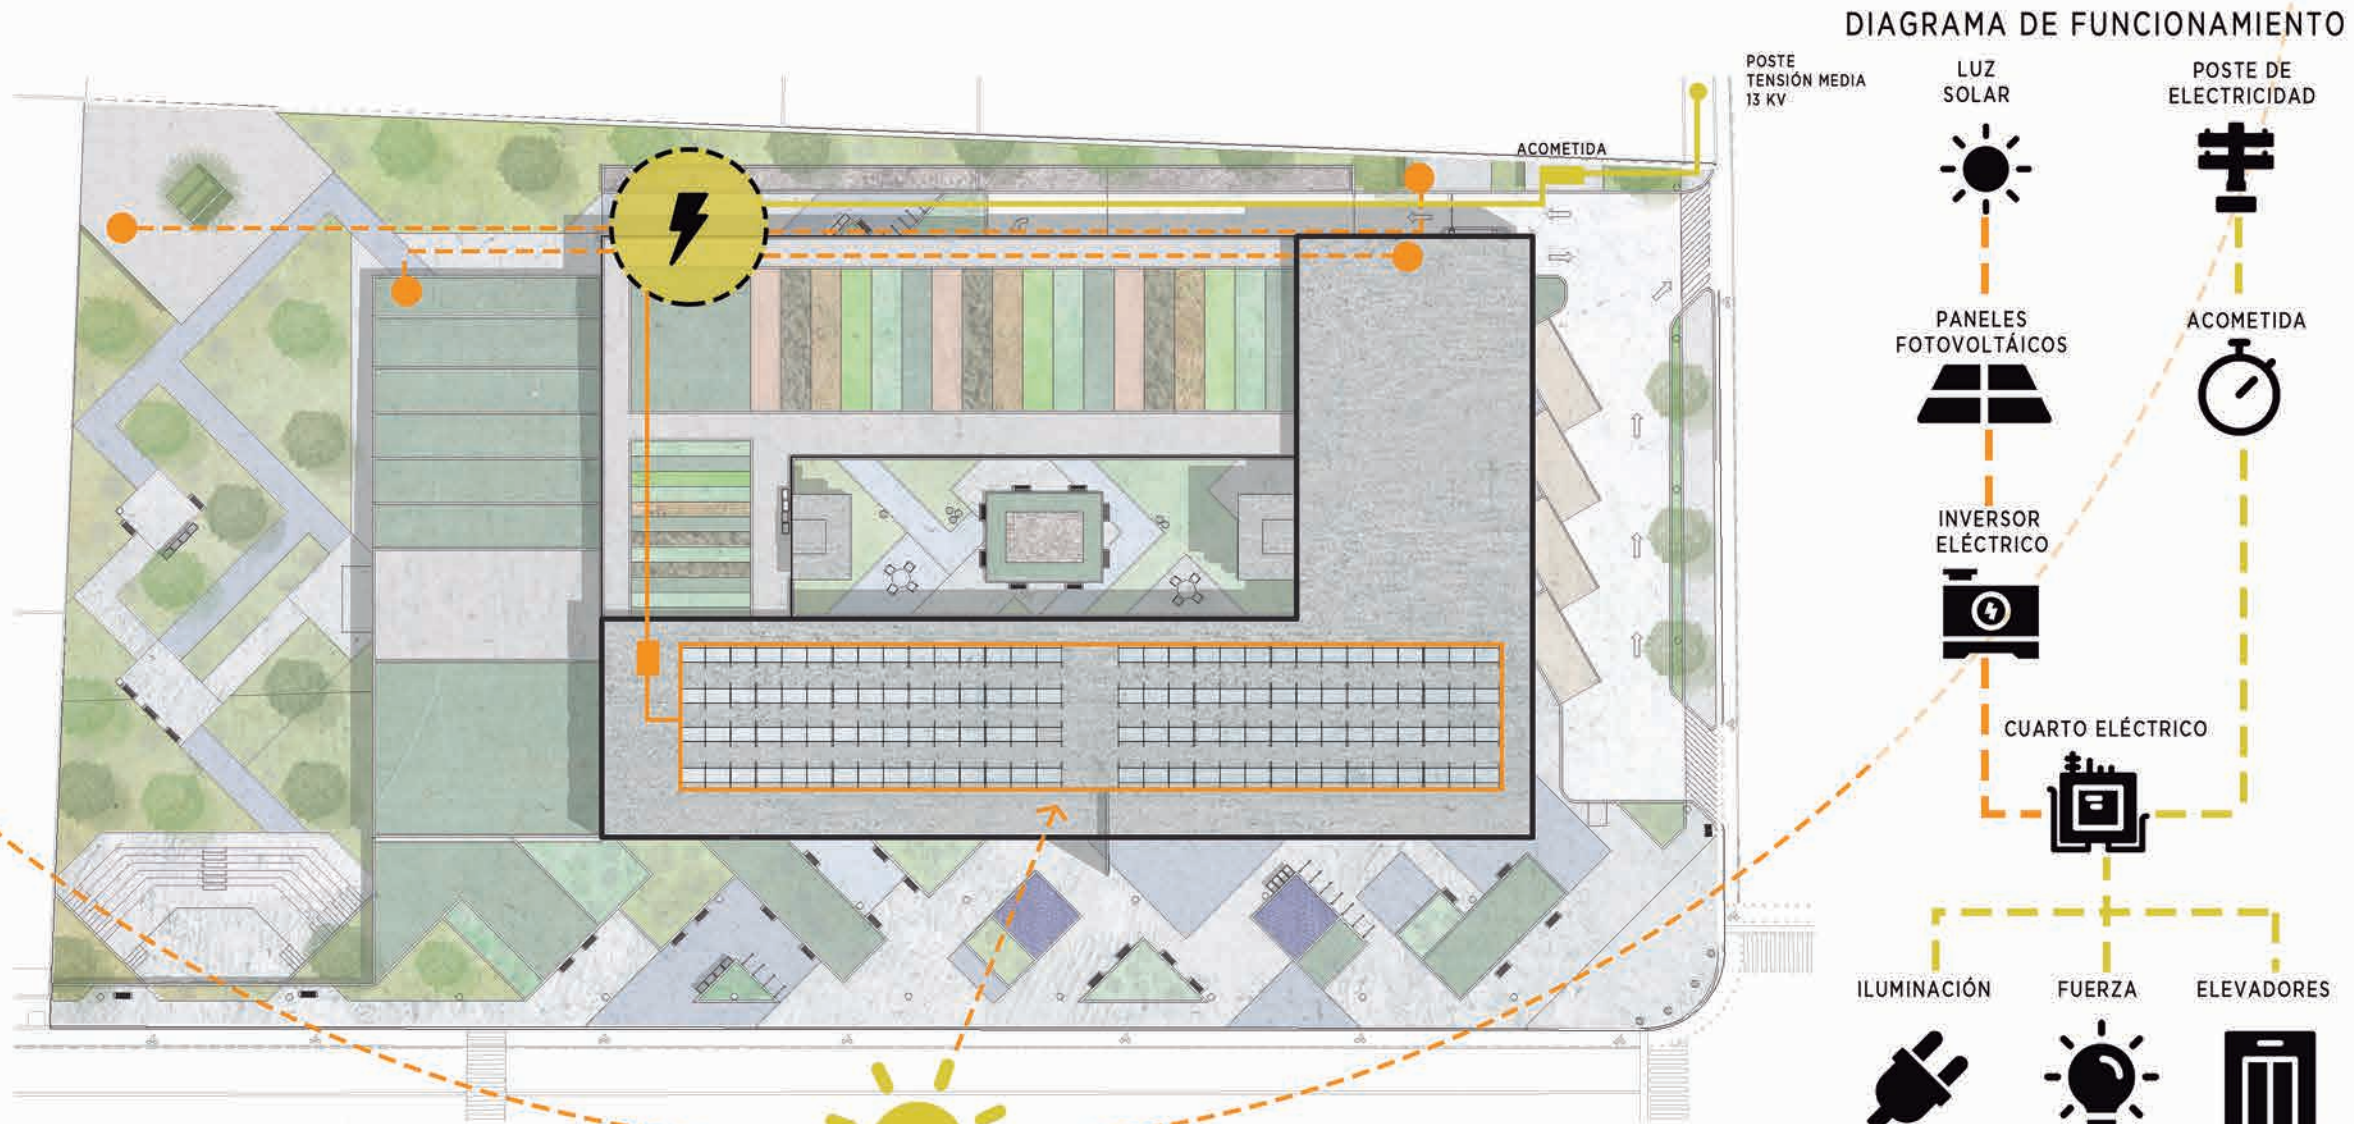 DIAGRAMA DE FUNCIONAMIENTO
POSTE
TENSIÓN MEDIA
13 KV
ACOMETIDA
LUZ
SOLAR
POSTE DE
ELECTRICIDAD
PANELES
FOTOVOLTÁICOS
ACOMETIDA
INVERSOR
ELÉCTRICO
CUARTO ELÉCTRICO
ILUMINACIÓN
FUERZA
ELEVADORES